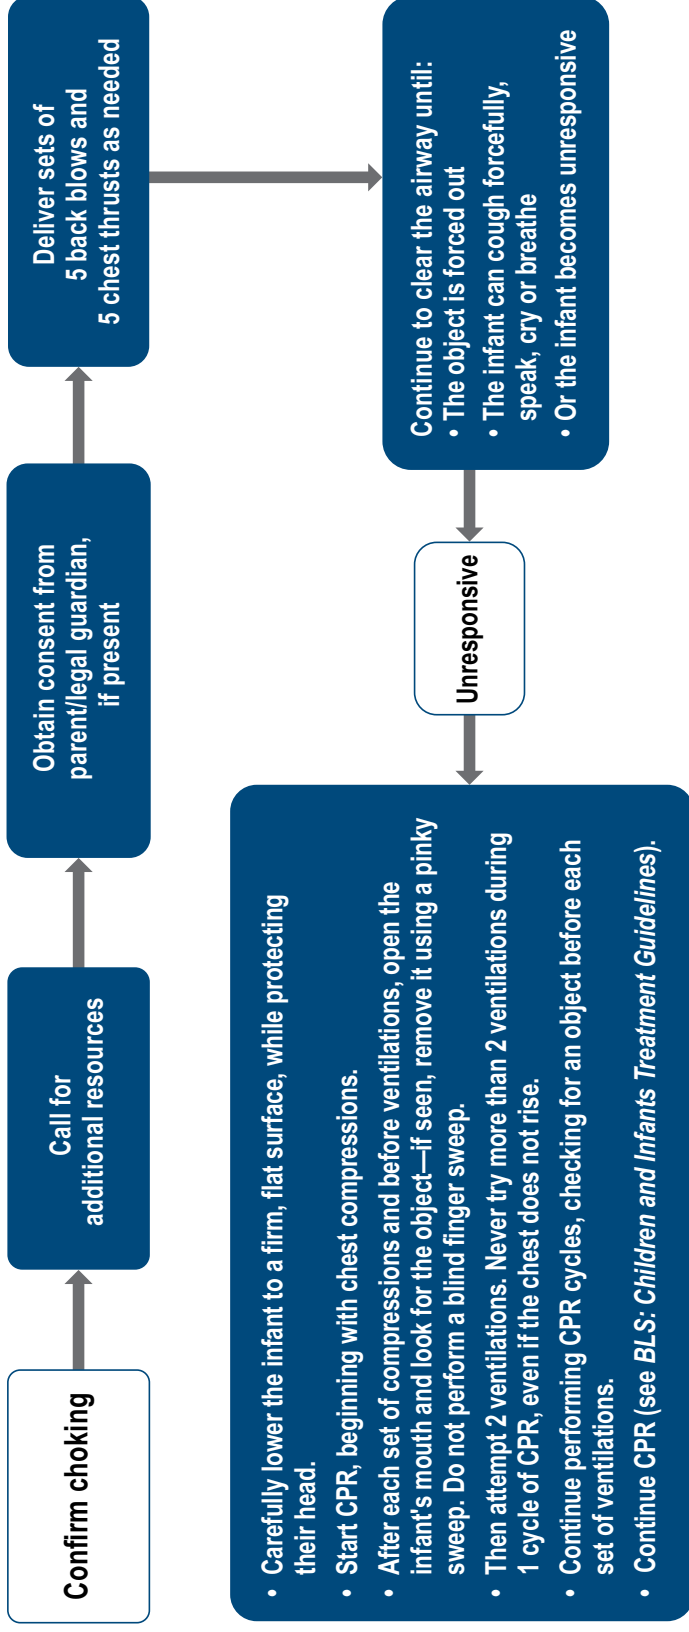 Confirm choking
Call for
additional resources
Obtain consent from
parent/legal guardian,
if present
Deliver sets of
5 back blows and
5 chest thrusts as needed
Continue to clear the airway until:
• The object is forced out
• The infant can cough forcefully,
speak, cry or breathe
• Or the infant becomes unresponsive
Unresponsive
• Carefully lower the infant to a firm, flat surface, while protecting
their head.
• Start CPR, beginning with chest compressions.
• After each set of compressions and before ventilations, open the
infant's mouth and look for the object—if seen, remove it using a pinky
sweep. Do not perform a blind finger sweep.
• Then attempt 2 ventilations. Never try more than 2 ventilations during
1 cycle of CPR, even if the chest does not rise.
• Continue performing CPR cycles, checking for an object before each
set of ventilations.
• Continue CPR (see BLS: Children and Infants Treatment Guidelines).